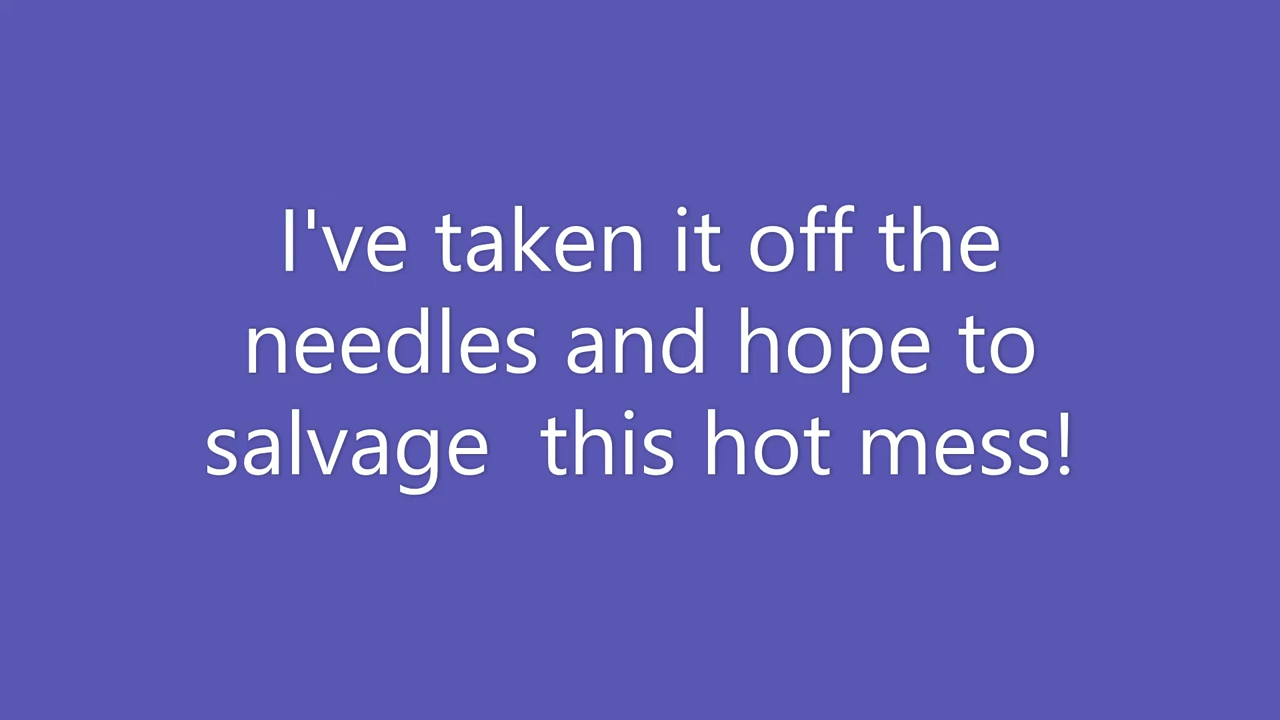 I've taken it off the
needles and hope to
salvage  this hot mess!